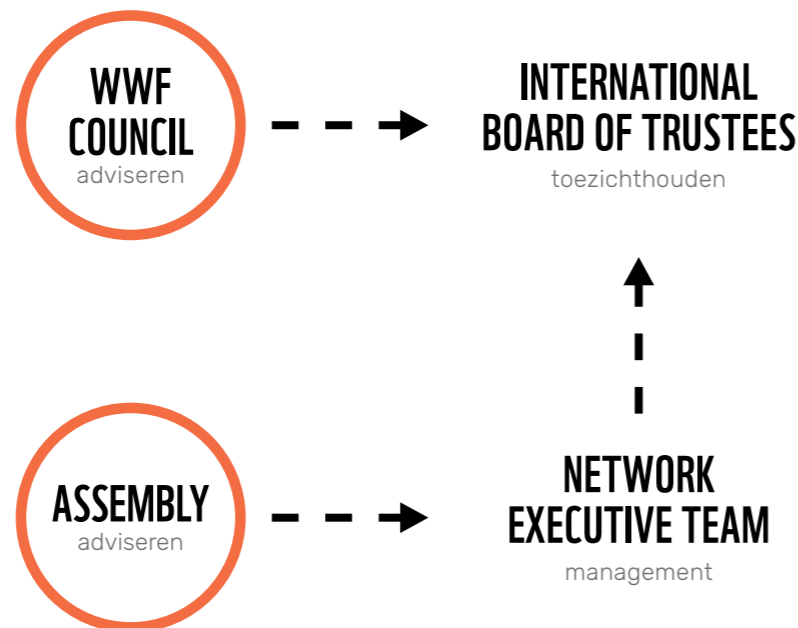 WWF
COUNCIL
adviseren
INTERNATIONAL
BOARD OF TRUSTEES
toezichthouden
ASSEMBLY
adviseren
NETWORK
EXECUTIVE TEAM
management